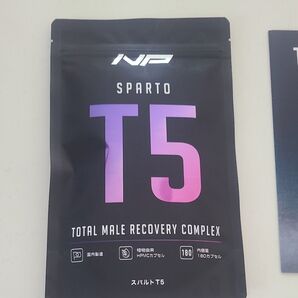 NP
SPARTO
T5
TOTAL MALE RECOVERY COMPLEX
国内製造
植物由来
HPMCカプセル
180
内容量
180カプセル
スパルトT5